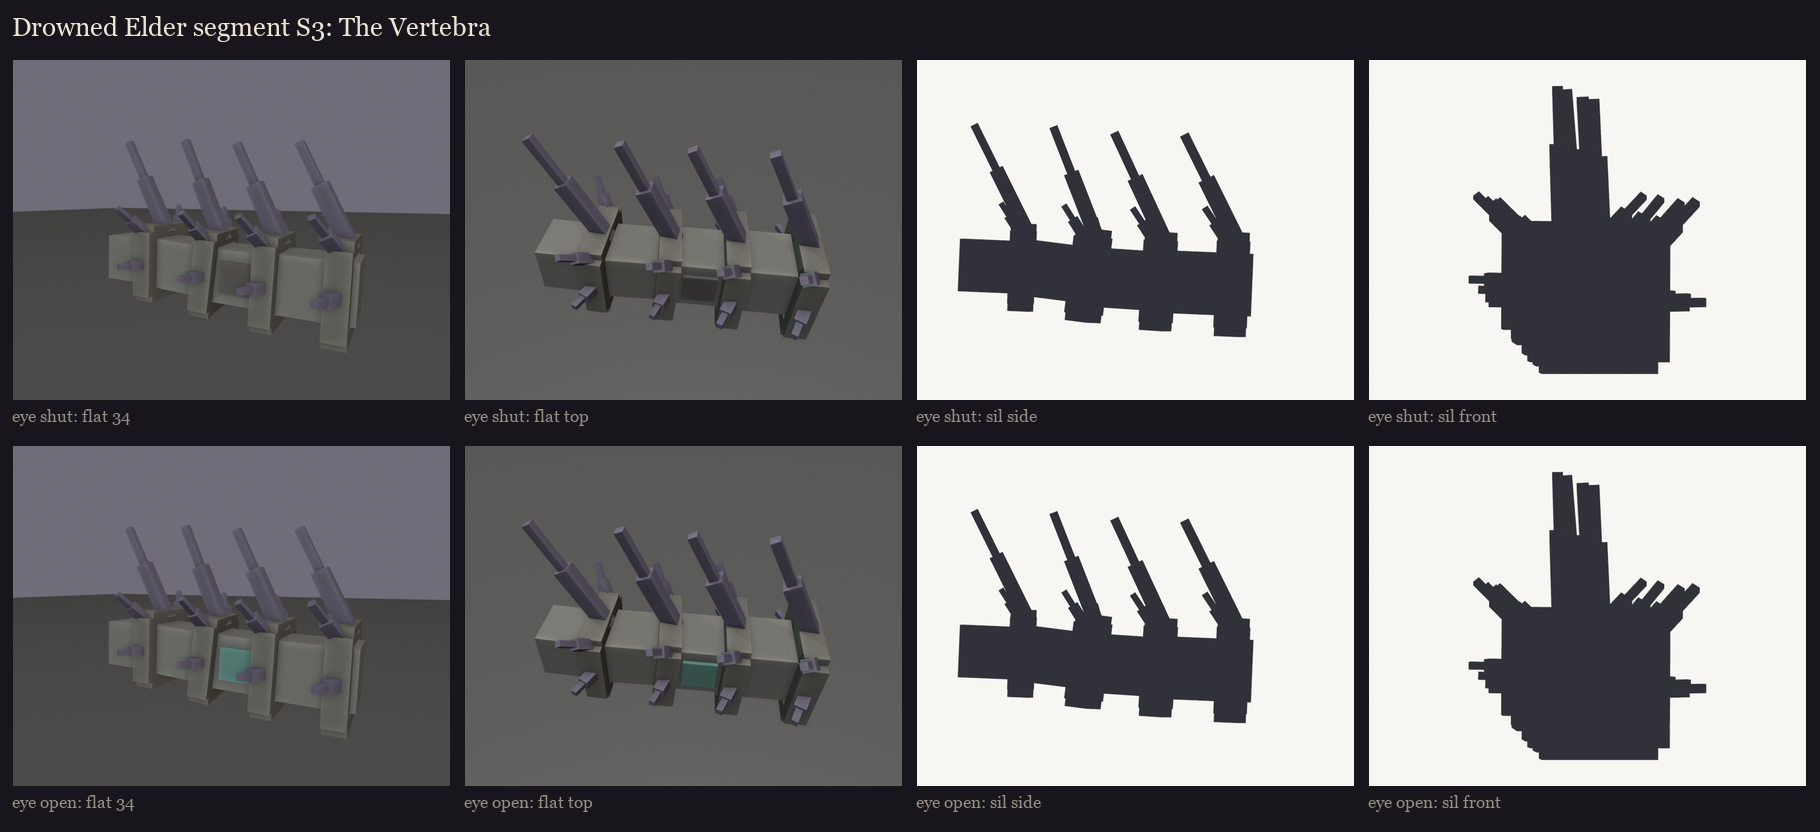 Drowned Elder segment S3: The Vertebra
eye shut: flat 34
eye shut: flat top
eye shut: sil side
eye shut: sil front
eye open: flat 34
eye open: flat top
eye open: sil side
eye open: sil front